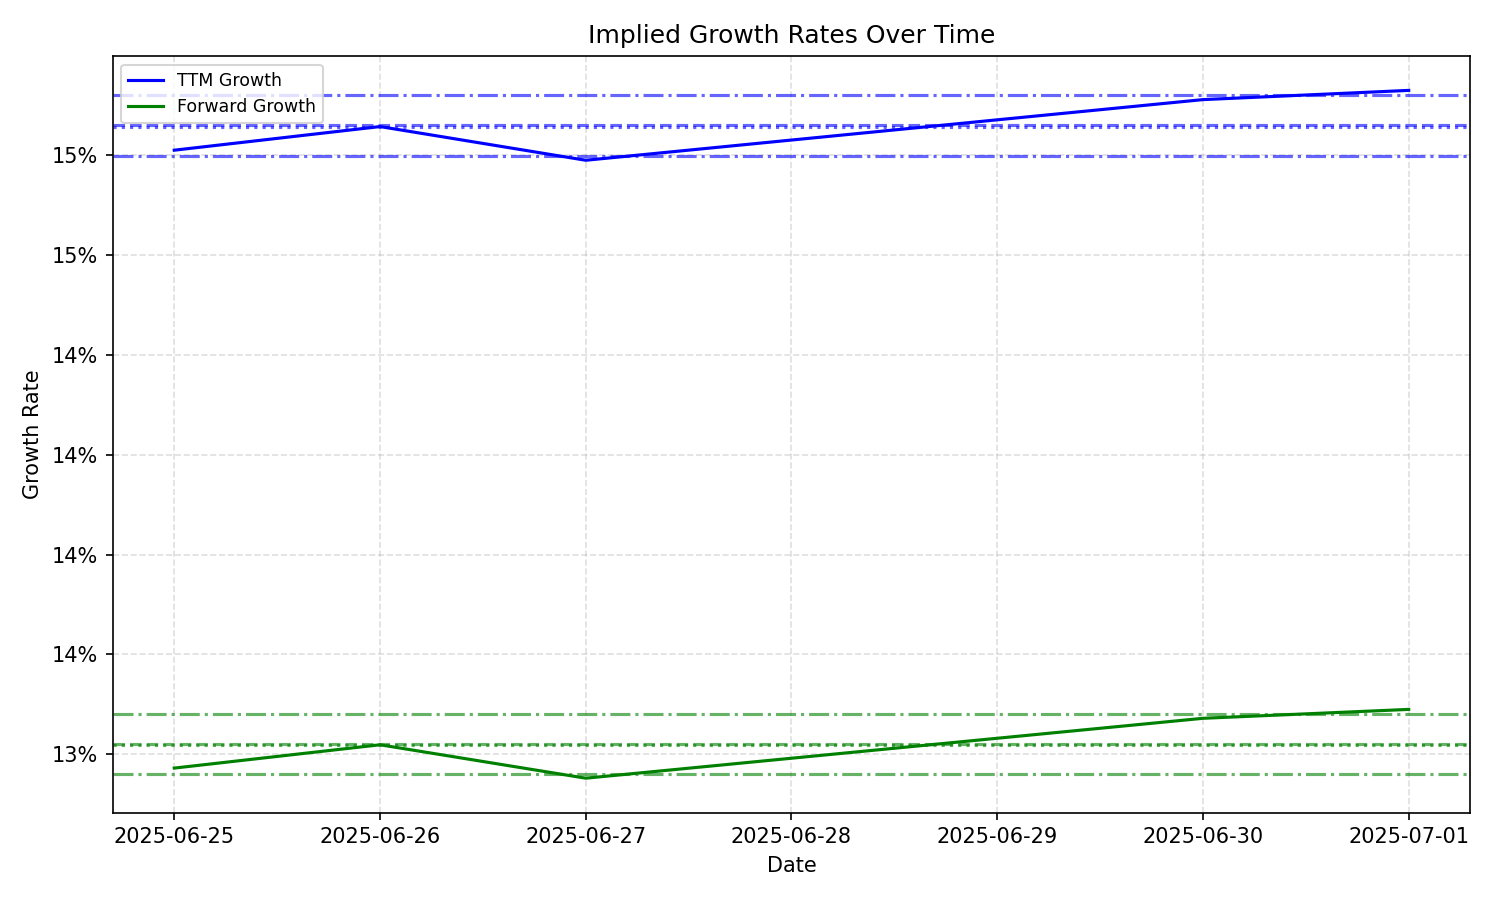 Implied Growth Rates Over Time
TTM Growth
Forward Growth
15%
15%
14%
14%
14%
14%
13%
Growth Rate
2025-06-25
2025-06-26
2025-06-27
2025-06-28
2025-06-29
2025-06-30
2025-07-01
Date